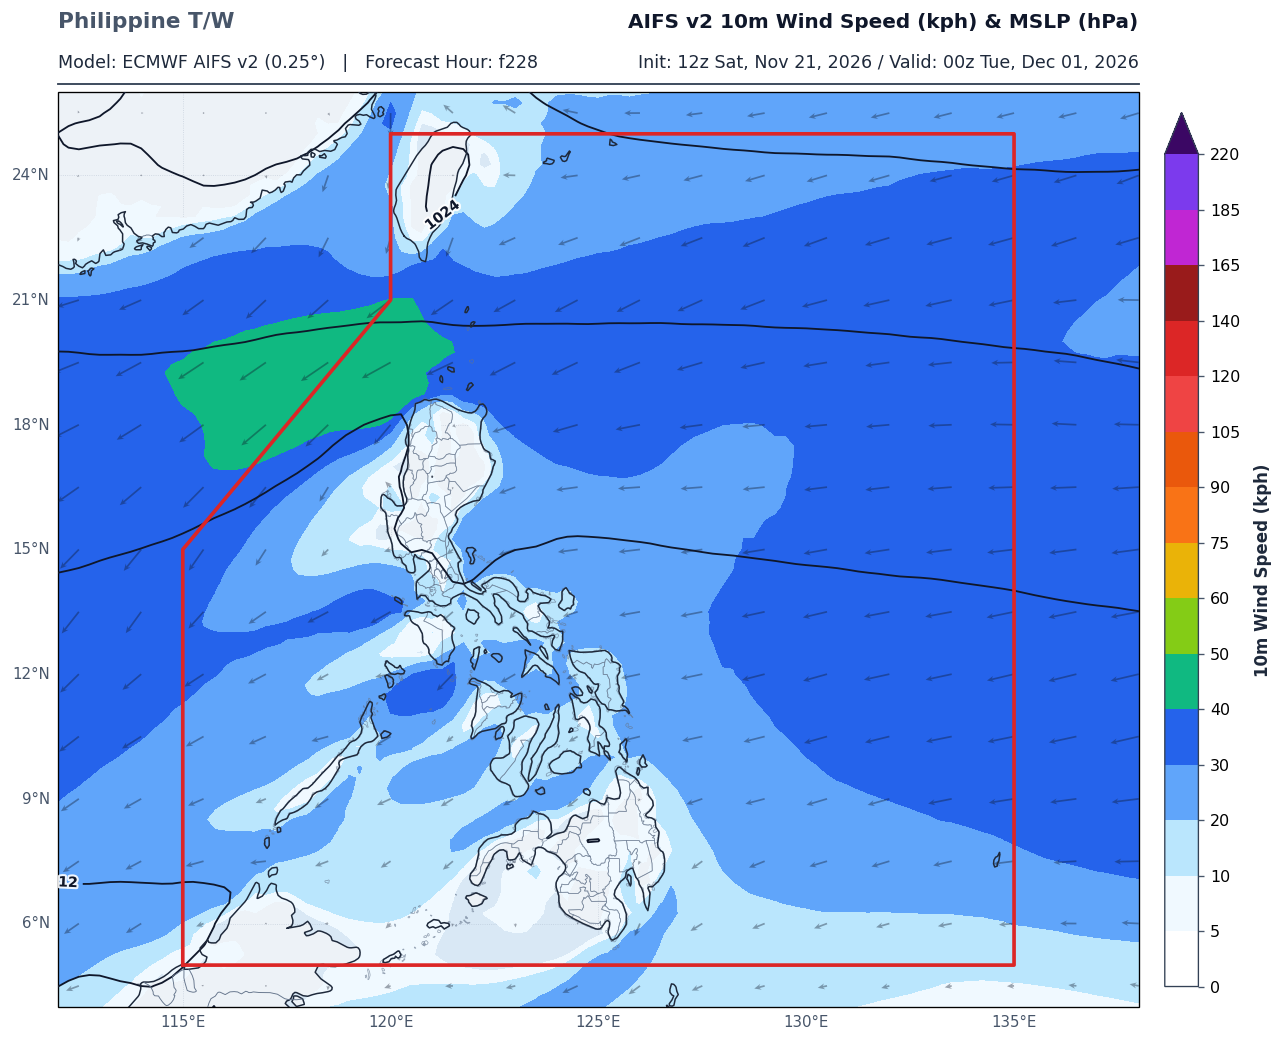 Philippine T/W
AIFS v2 10m Wind Speed (kph) & MSLP (hPa)
Model: ECMWF AIFS v2 (0.25°)   |   Forecast Hour: f228
Init: 12z Sat, Nov 21, 2026 / Valid: 00z Tue, Dec 01, 2026
24°N
21°N
18°N
15°N
12°N
9°N
6°N
115°E
120°E
125°E
130°E
135°E
1024
12
220
185
165
140
120
105
90
75
60
50
40
30
20
10
5
0
10m Wind Speed (kph)